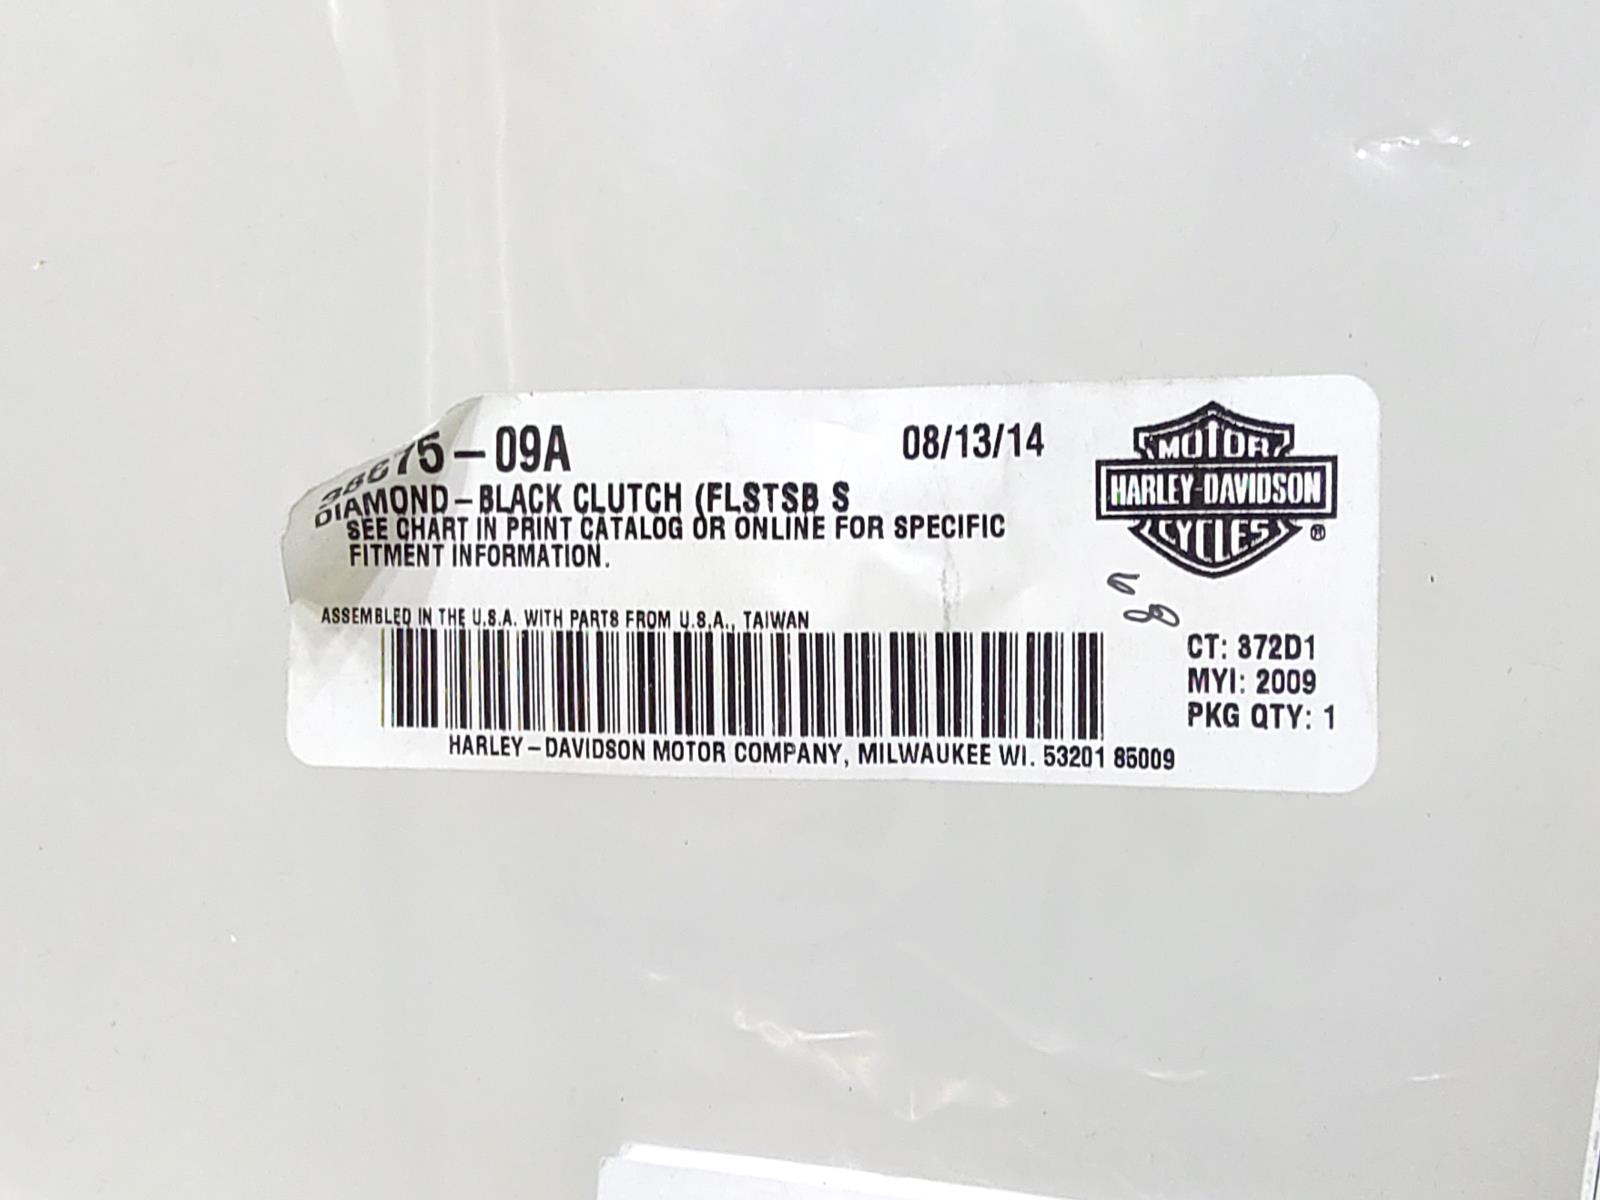 38675-09A
08/13/14
DIAMOND-BLACK CLUTCH (FLSTSB S
SEE CHART IN PRINT CATALOG OR ONLINE FOR SPECIFIC
FITMENT INFORMATION.
MOTOR
HARLEY-DAVIDSON
CYCLES
®
ASSEMBLED IN THE U.S.A. WITH PARTS FROM U.S.A., TAIWAN
CT: 372D1
MYI: 2009
PKG QTY: 1
HARLEY-DAVIDSON MOTOR COMPANY, MILWAUKEE WI. 53201 85009